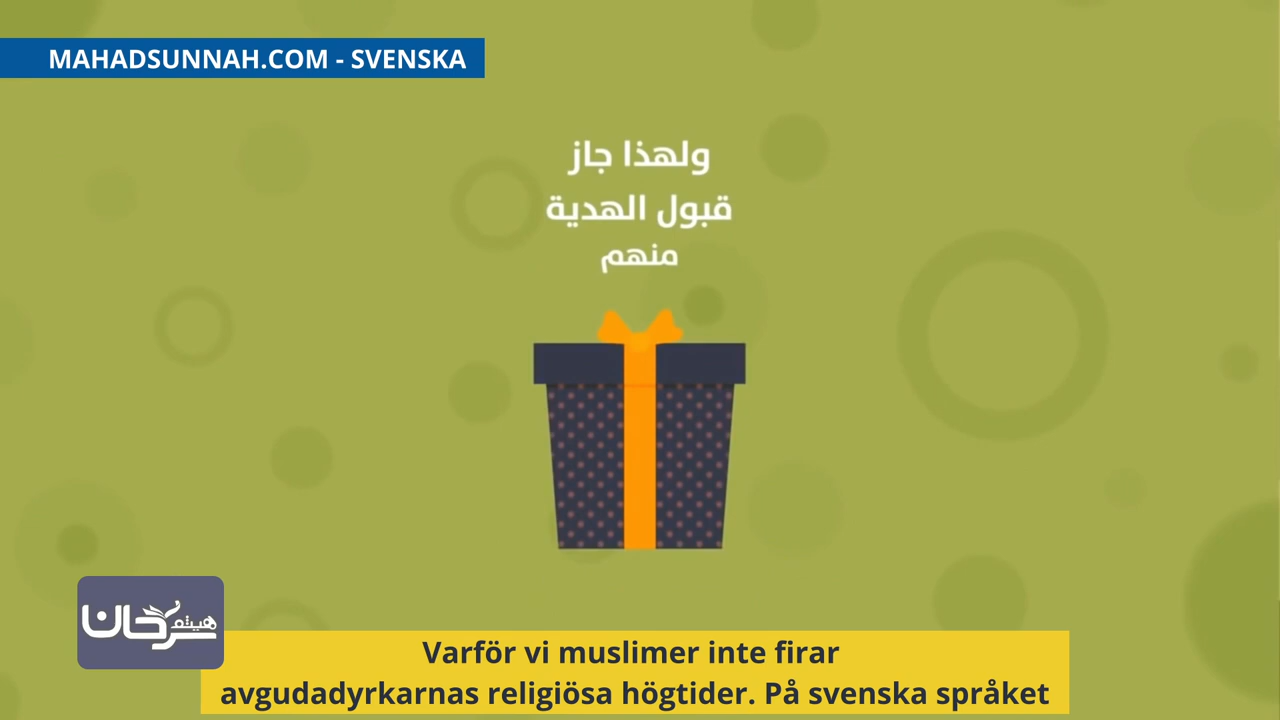 MAHADSUNNAH.COM - SVENSKA
ولهذا جاز
قبول الهدية
منهم
هيثم
سرحان
Varför vi muslimer inte firar
avgudadyrkarnas religiösa högtider. På svenska språket